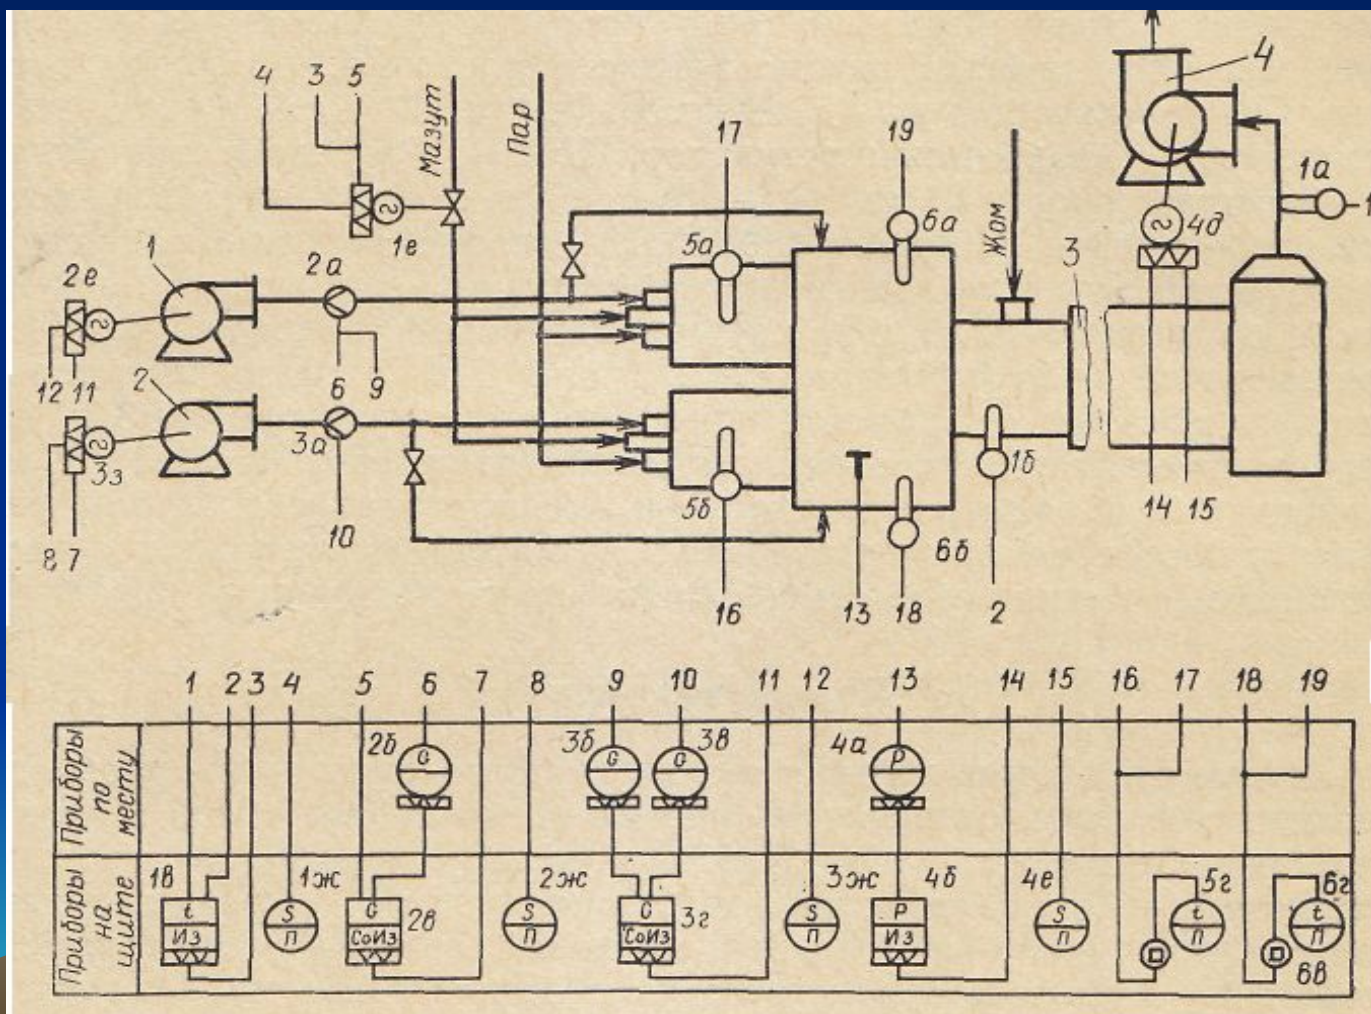 4 3 5
Мазут
Пар
17
19
4
1а
1
1е
5а
6а
Жом
3
4д
1
2е
2а
12 11
6 9
2
3а
3з
8 7
10
5б
16
13
6б
18
1б
2
14 15
1 2 3 4 5 6 7 8 9 10 11 12 13 14 15 16 17 18 19
Приборы по месту
2б
G
3б
G
3в
G
4а
P
Приборы на щите
1в
t
Из
1ж
S
П
G
СоИз
2в
2ж
S
П
G
СоИз
3г
3ж
S
П
4б
P
Из
4е
S
П
5г
t
П
6г
t
П
6в